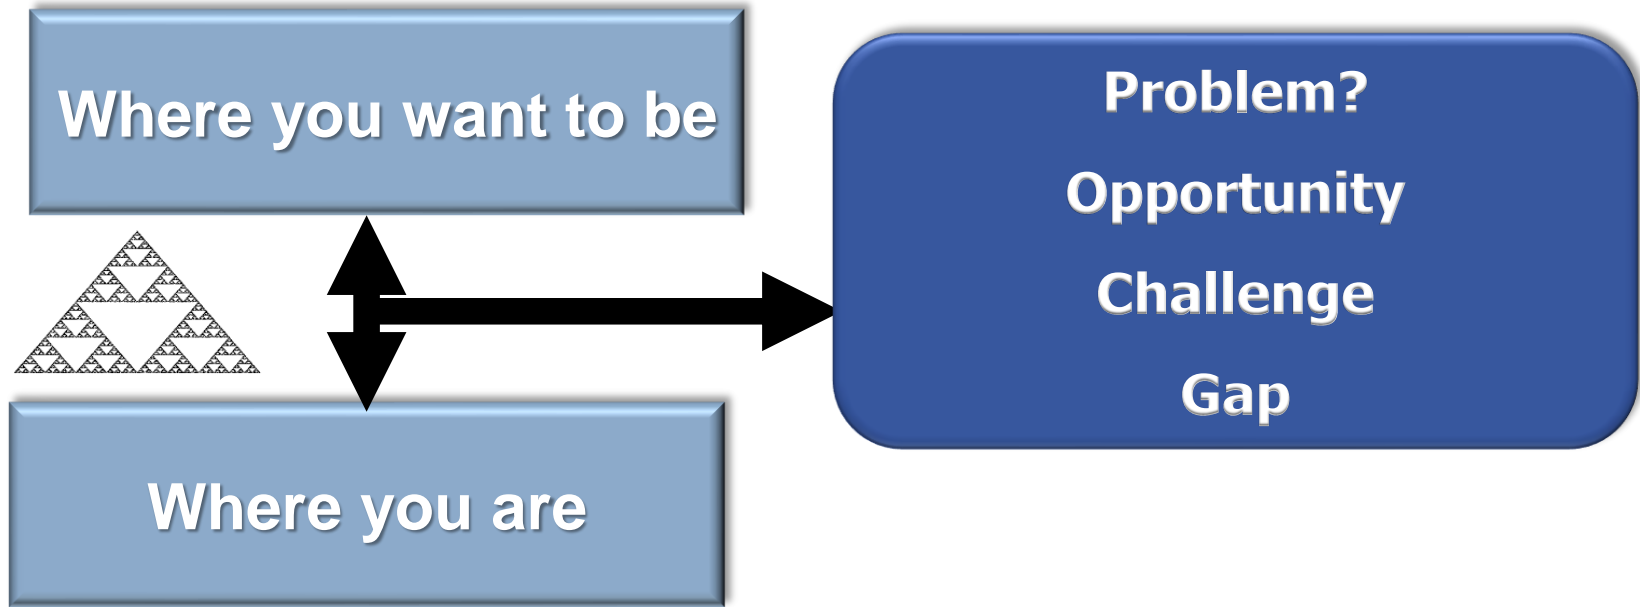 Where you want to be
Problem?
Opportunity
Challenge
Gap
Where you are